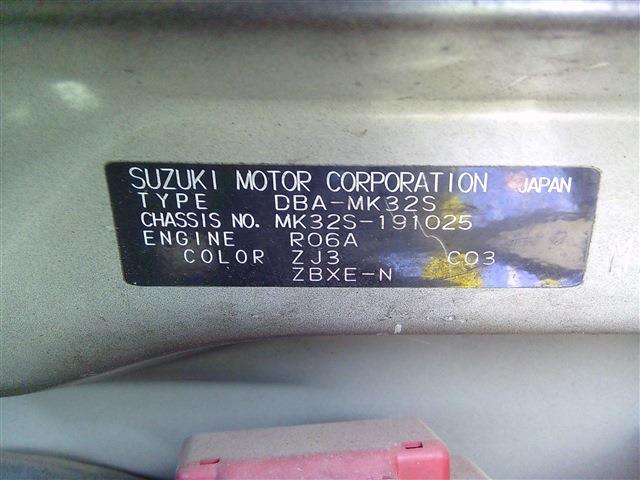 SUZUKI MOTOR CORPORATION JAPAN
TYPE DBA-MK32S
CHASSIS NO. MK32S-191025
ENGINE R06A
COLOR ZJ3 C03
ZBXE-N